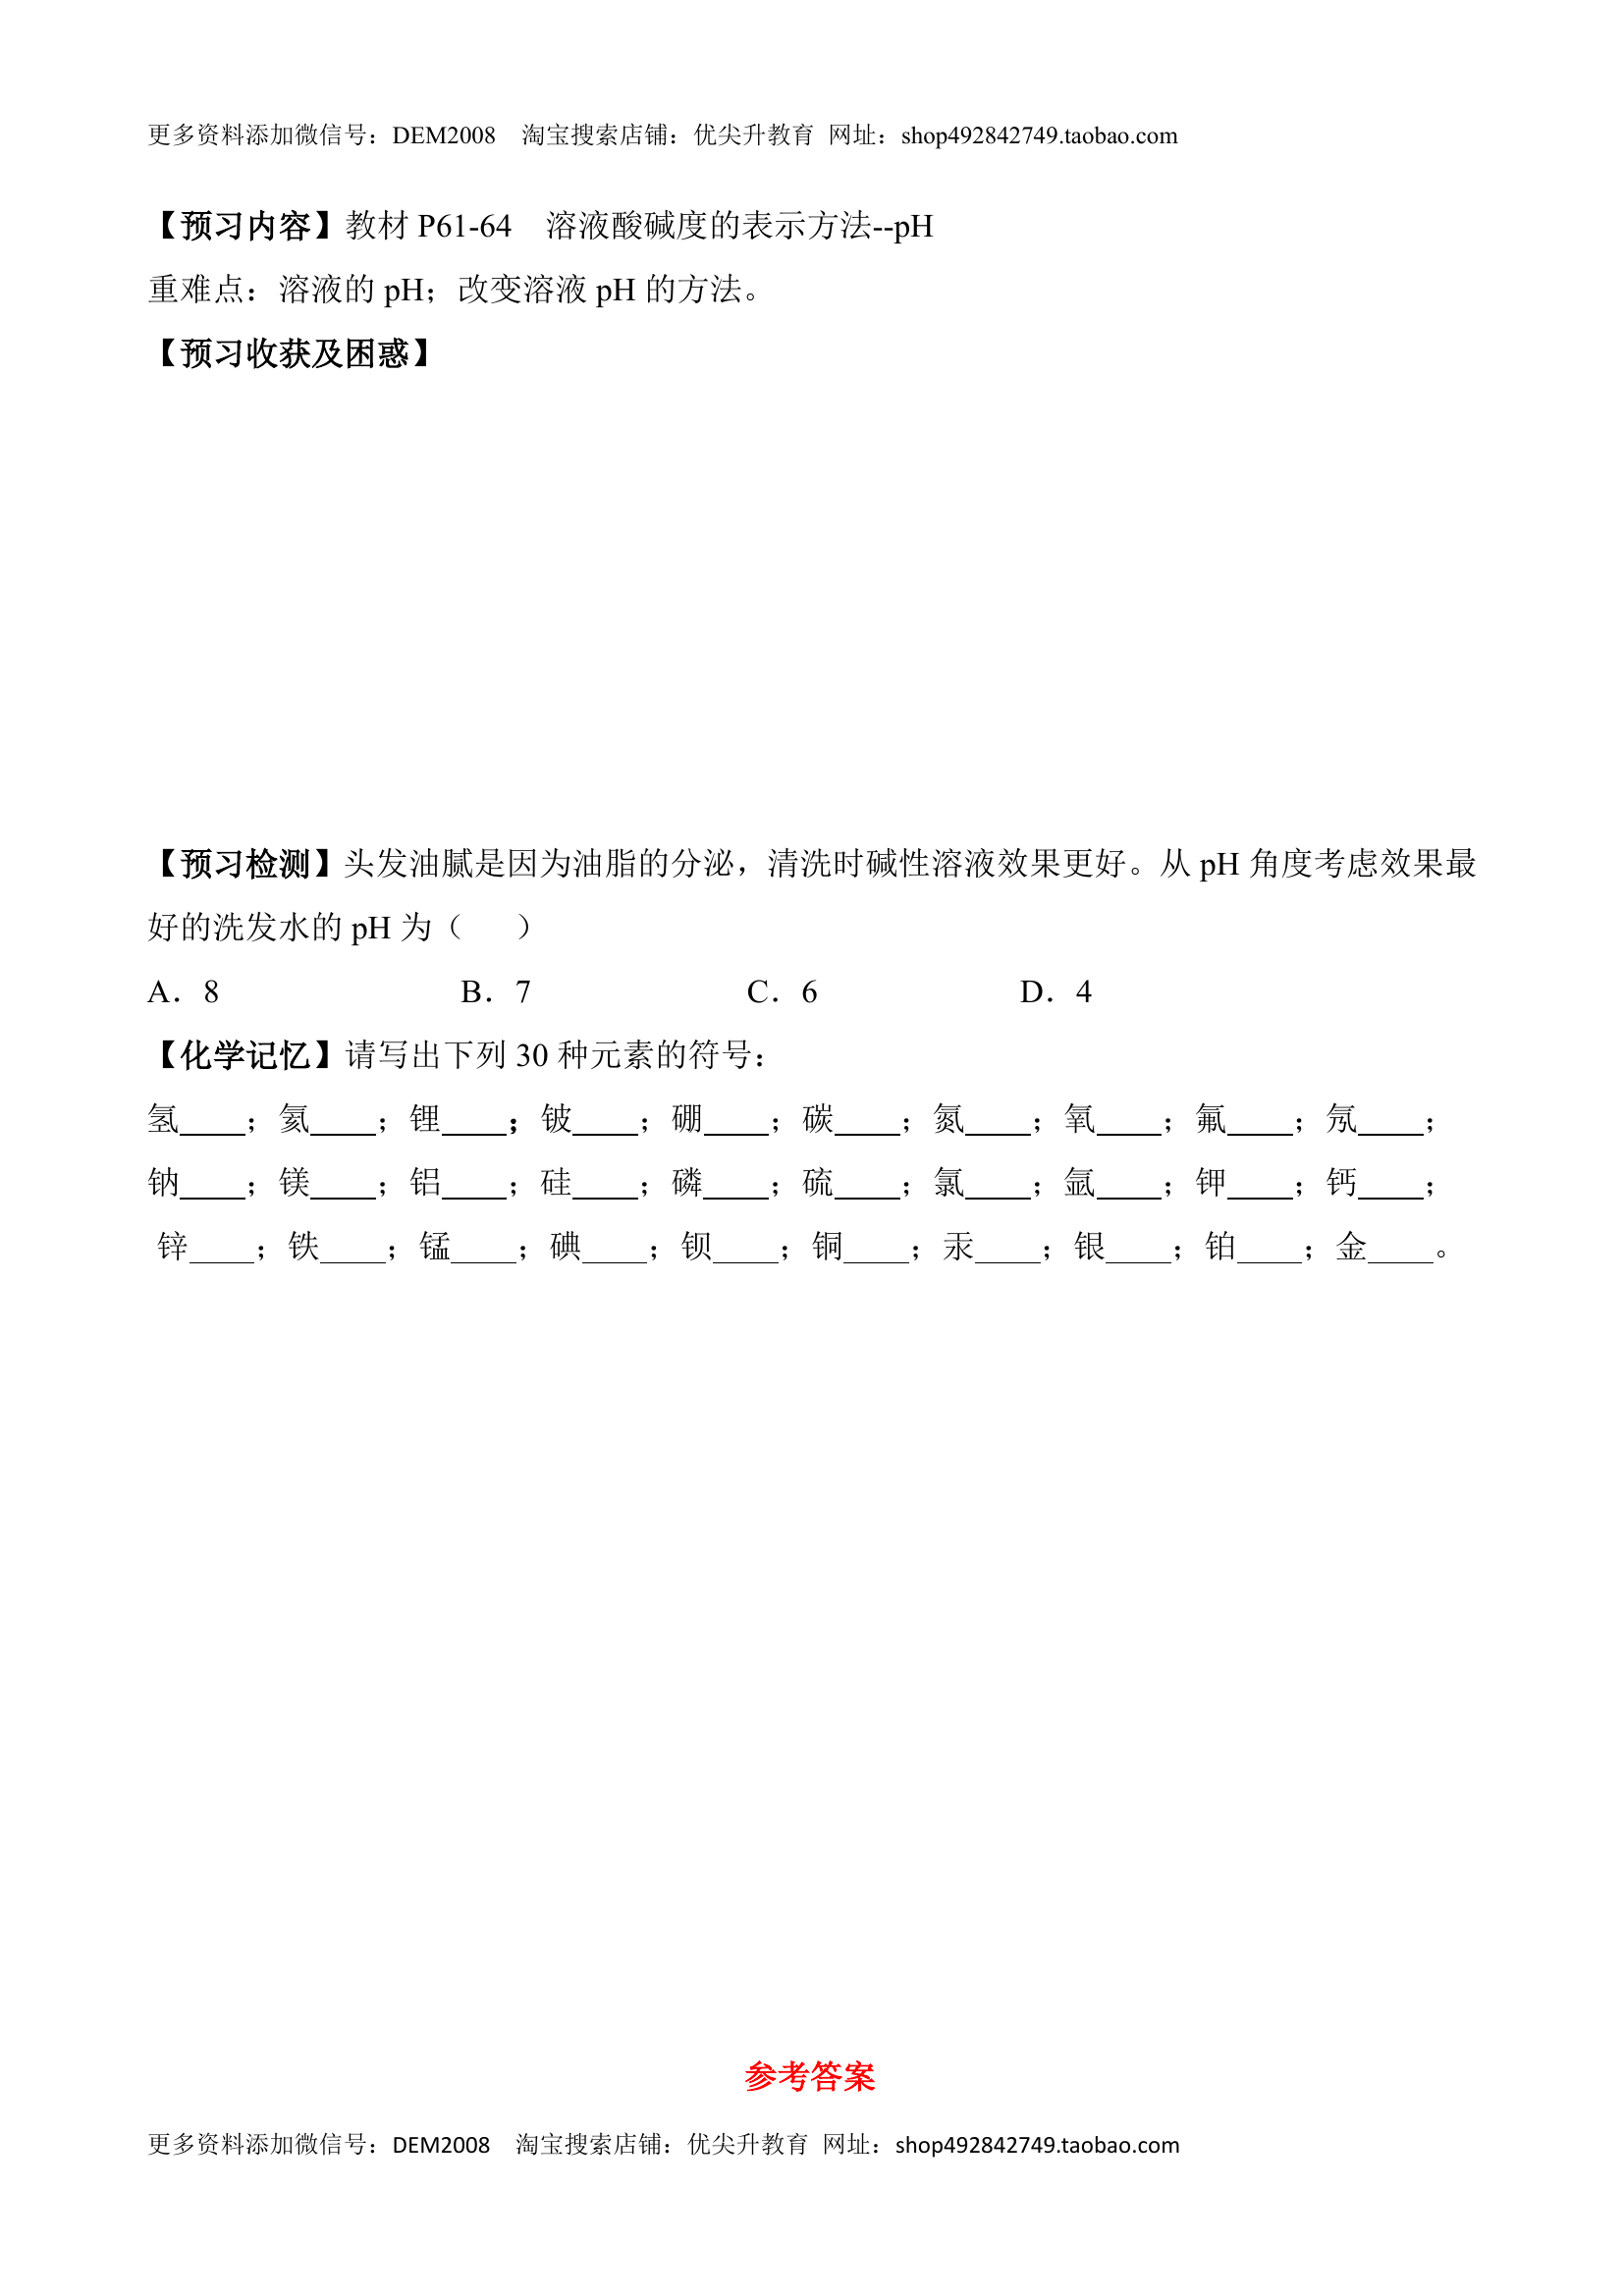 更多资料添加微信号：DEM2008 淘宝搜索店铺：优尖升教育 网址：shop492842749.taobao.com
【预习内容】教材 P61-64 溶液酸碱度的表示方法--pH
重难点：溶液的 pH；改变溶液 pH 的方法。
【预习收获及困惑】
【预习检测】头发油腻是因为油脂的分泌，清洗时碱性溶液效果更好。从 pH 角度考虑效果最
好的洗发水的 pH 为（ ）
A．8 B．7 C．6 D．4
【化学记忆】请写出下列 30 种元素的符号：
氢____；氦____；锂____；铍____；硼____；碳____；氮____；氧____；氟____；氖____；
钠____；镁____；铝____；硅____；磷____；硫____；氯____；氩____；钾____；钙____；
锌____；铁____；锰____；碘____；钡____；铜____；汞____；银____；铂____；金____。
参考答案
更多资料添加微信号：DEM2008 淘宝搜索店铺：优尖升教育 网址：shop492842749.taobao.com